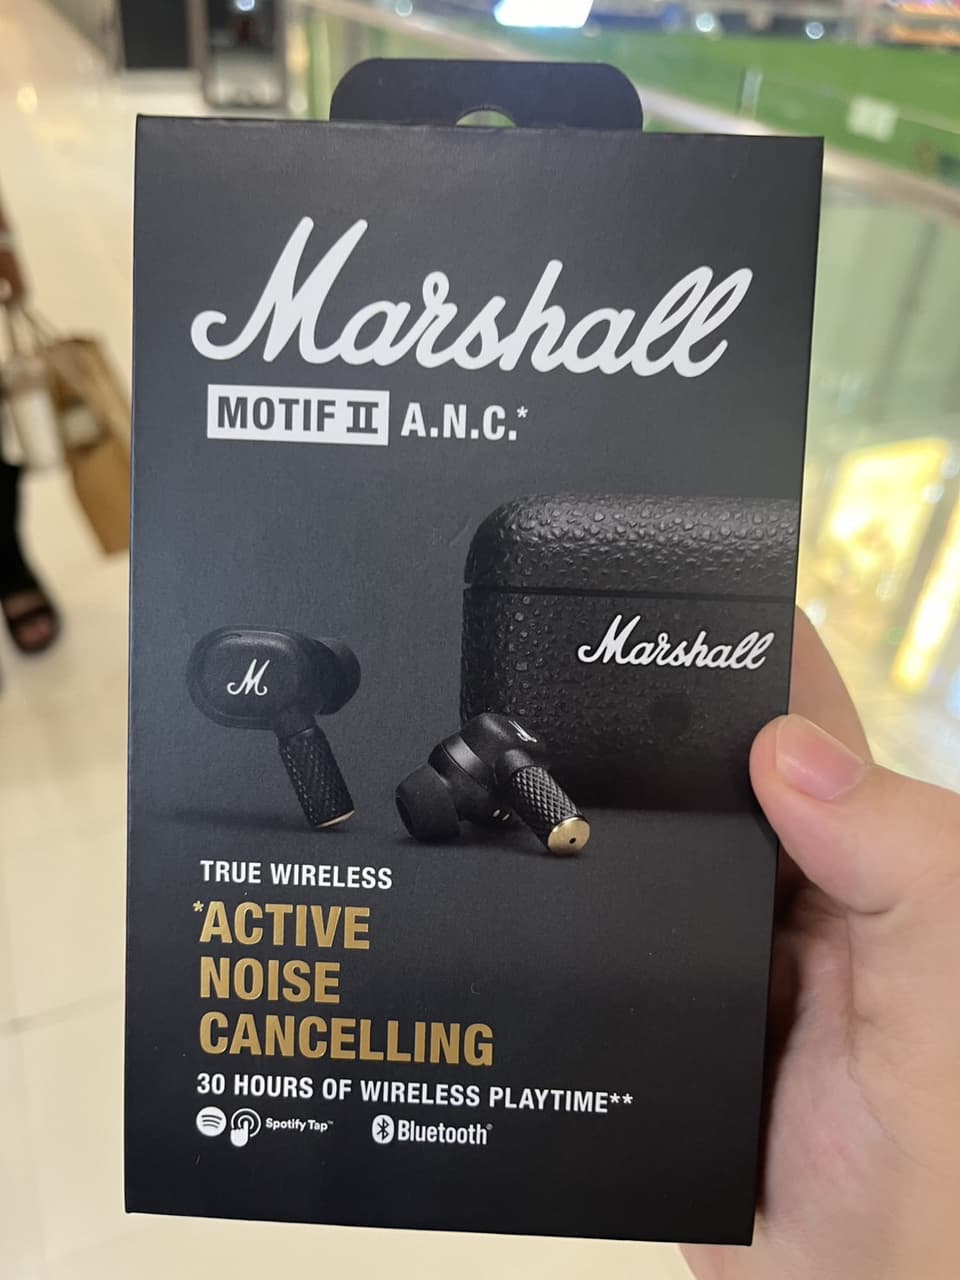 Marshall
MOTIF II A.N.C.*
Marshall
M
TRUE WIRELESS
*ACTIVE
NOISE
CANCELLING
30 HOURS OF WIRELESS PLAYTIME**
Spotify Tap™ Bluetooth®